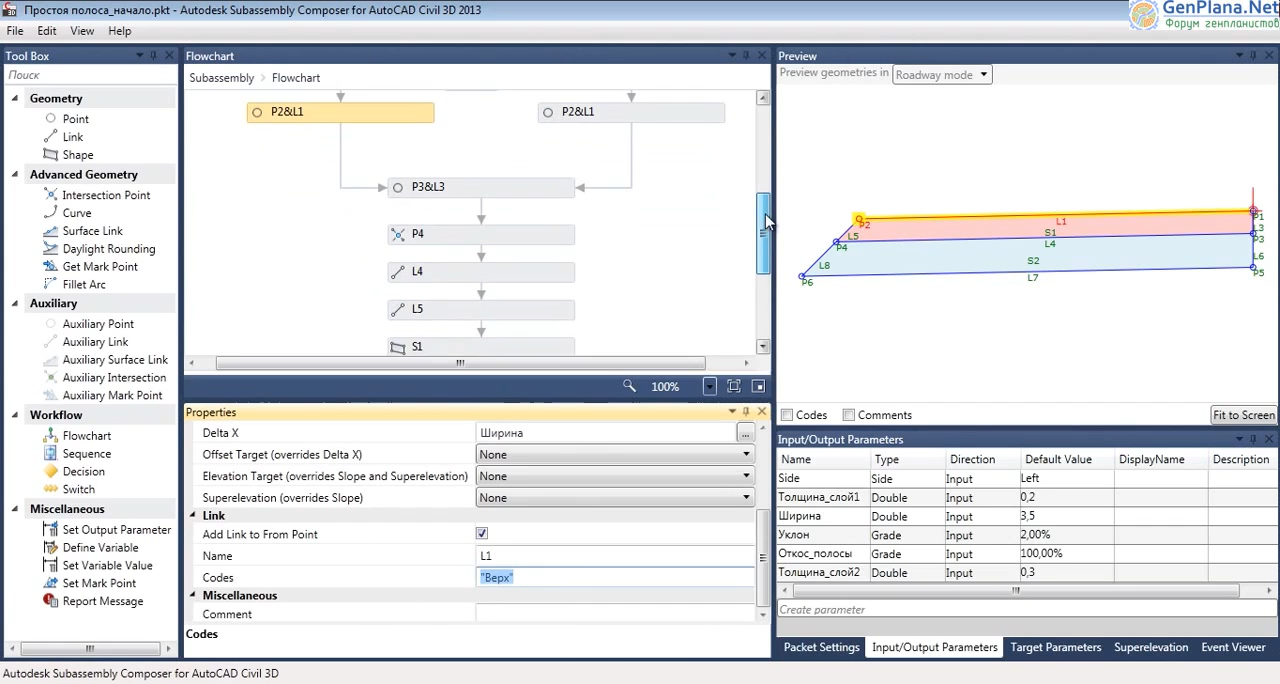 Простоя полоса_начало.pkt - Autodesk Subassembly Composer for AutoCAD Civil 3D 2013
GenPlana.Net
Форум генпланистов
File Edit View Help
Tool Box
Поиск
Geometry
Point
Link
Shape
Advanced Geometry
Intersection Point
Curve
Surface Link
Daylight Rounding
Get Mark Point
Fillet Arc
Auxiliary
Auxiliary Point
Auxiliary Link
Auxiliary Surface Link
Auxiliary Intersection
Auxiliary Mark Point
Workflow
Flowchart
Sequence
Decision
Switch
Miscellaneous
Set Output Parameter
Define Variable
Set Variable Value
Set Mark Point
Report Message
Flowchart
Subassembly > Flowchart
P2&L1 P2&L1
P3&L3
P4
L4
L5
S1
100%
Properties
Delta X Ширина ...
Offset Target (overrides Delta X) None
Elevation Target (overrides Slope and Superelevation) None
Superelevation (overrides Slope) None
Link
Add Link to From Point
Name L1
Codes "Верх"
Miscellaneous
Comment
Codes
Preview
Preview geometries in Roadway mode
P2 L1 P1
L5 S1 L3
P4 L4 P3
L8 S2 L6
P6 L7 P5
Codes Comments Fit to Screen
Input/Output Parameters
Name Type Direction Default Value DisplayName Description
Side Side Input Left
Толщина_слой1 Double Input 0,2
Ширина Double Input 3,5
Уклон Grade Input 2,00%
Откос_полосы Grade Input 100,00%
Толщина_слой2 Double Input 0,3
Create parameter
Packet Settings Input/Output Parameters Target Parameters Superelevation Event Viewer
Autodesk Subassembly Composer for AutoCAD Civil 3D